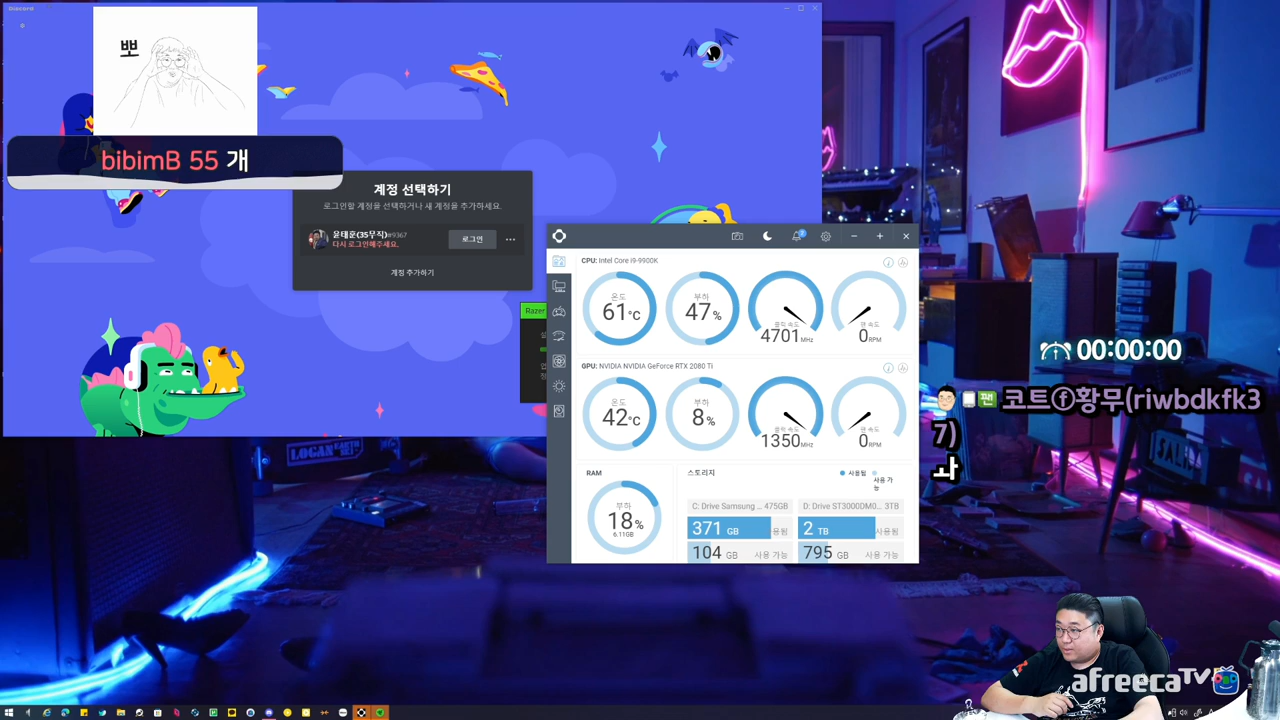 Discord
뽀
bibimB 55 개
계정 선택하기
로그인할 계정을 선택하거나 새 계정을 추가하세요.
윤태훈(35무직)#9367
다시 로그인해주세요.
로그인
계정 추가하기
Razer
CPU: Intel Core i9-9900K
온도
61°C
부하
47%
클럭 속도
4701MHz
팬 속도
0RPM
GPU: NVIDIA NVIDIA GeForce RTX 2080 Ti
온도
42°C
부하
8%
클럭 속도
1350MHz
팬 속도
0RPM
RAM
부하
18%
6.11GB
스토리지
사용됨
사용 가능
C: Drive Samsung ... 475GB
371 GB 사용됨
104 GB 사용 가능
D: Drive ST3000DM0... 3TB
2 TB 사용됨
795 GB 사용 가능
00:00:00
팬 코트ⓕ황무(riwbdkfk3
7)
솨
afreecaTV